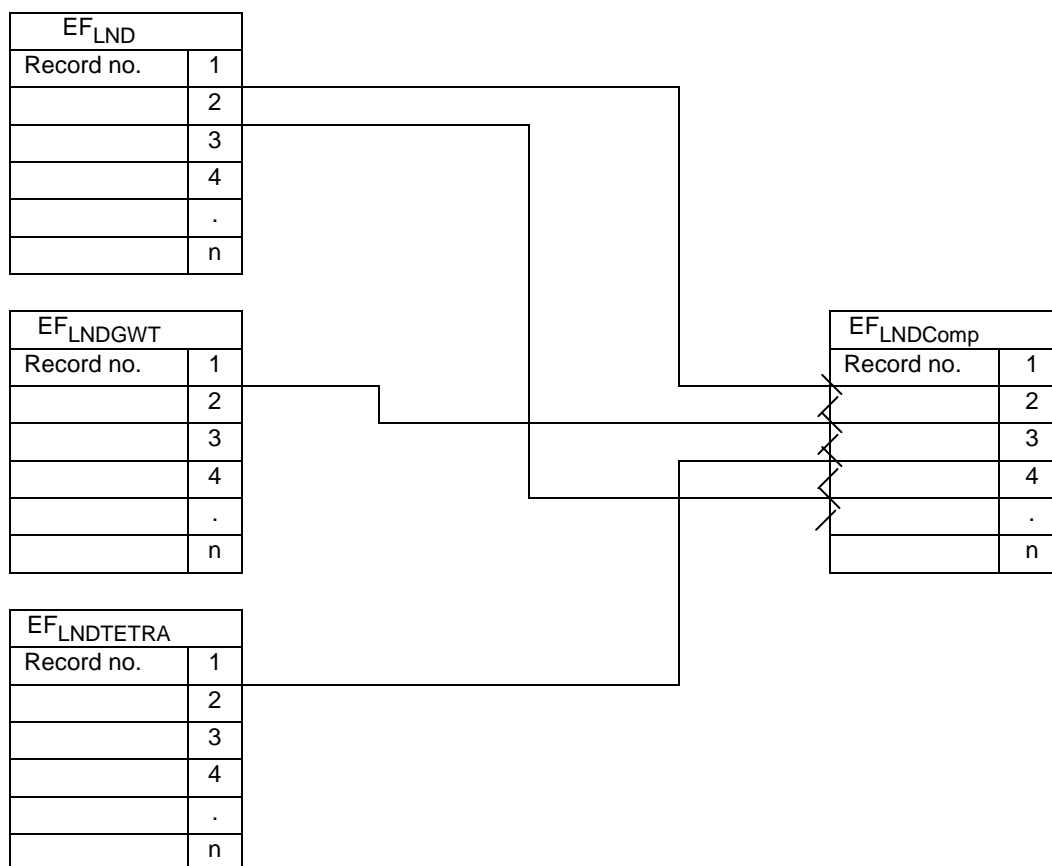 EFLND
Record no. 1
2
3
4
.
n
EFLNDGWT
Record no. 1
2
3
4
.
n
EFLNDComp
Record no. 1
2
3
4
.
n
EFLNDTETRA
Record no. 1
2
3
4
.
n